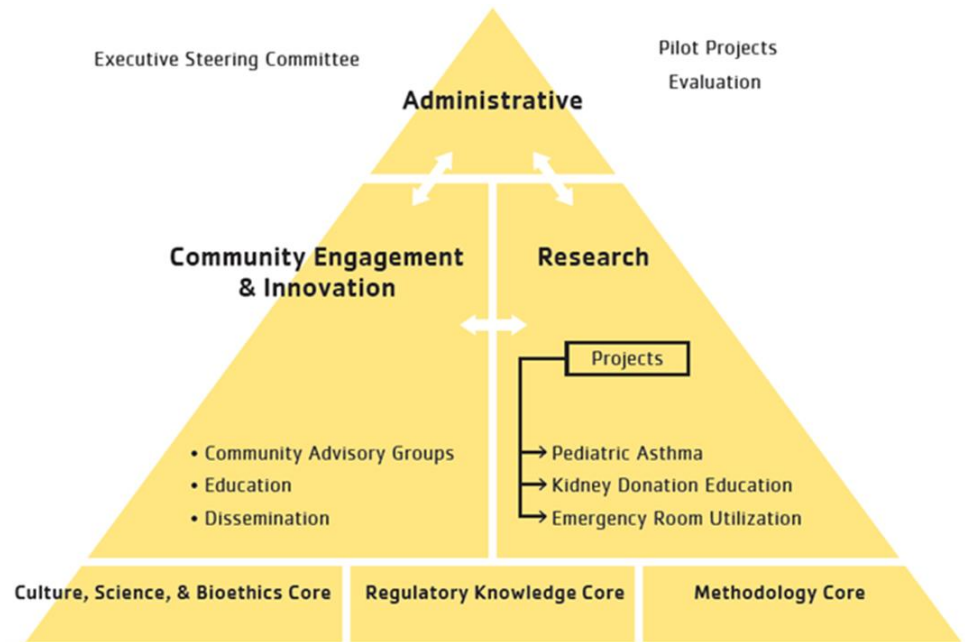 Executive Steering Committee
Pilot Projects
Evaluation
Administrative
Community Engagement
& Innovation
Research
Projects
• Community Advisory Groups
• Education
• Dissemination
Pediatric Asthma
Kidney Donation Education
Emergency Room Utilization
Culture, Science, & Bioethics Core
Regulatory Knowledge Core
Methodology Core